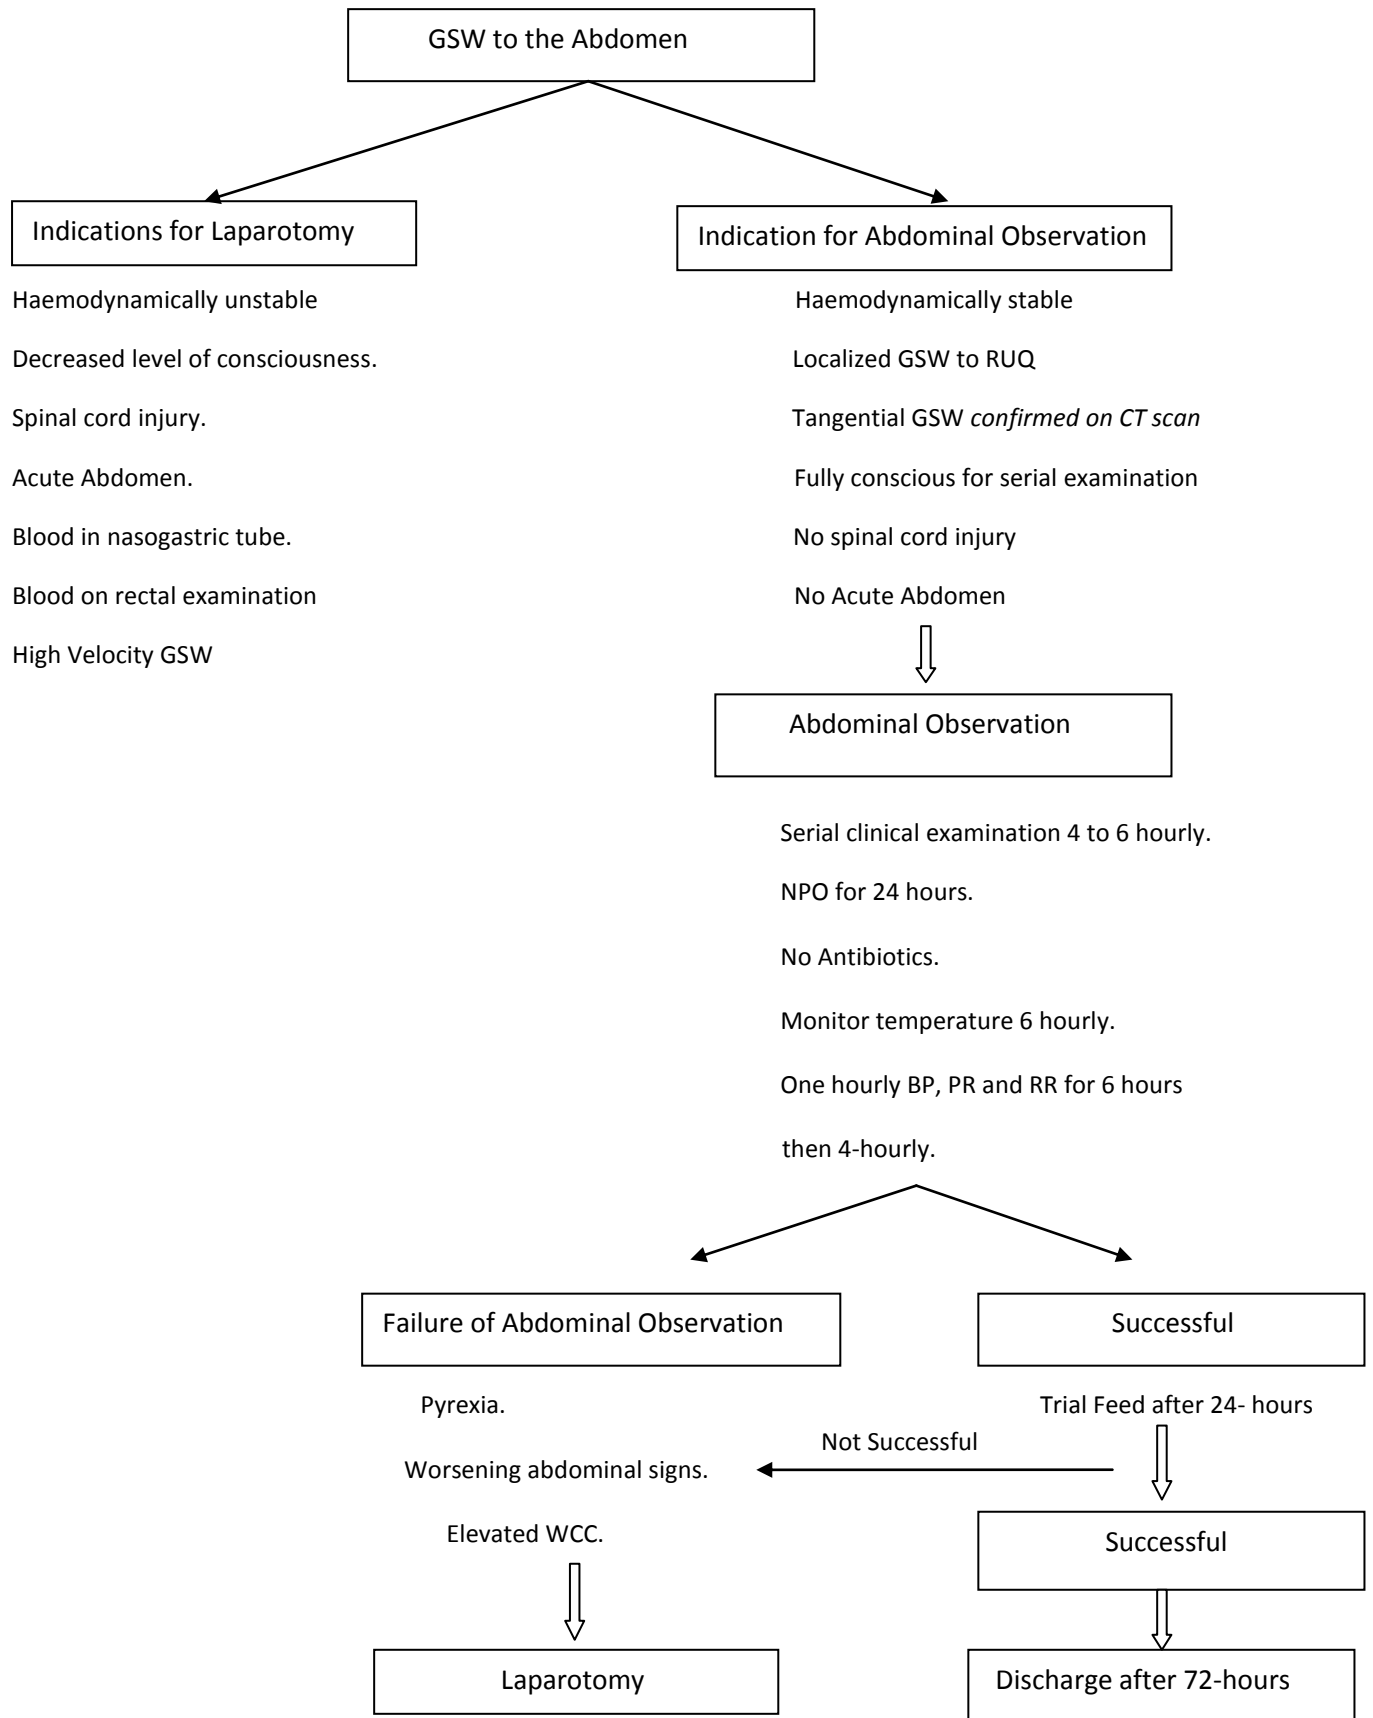 GSW to the Abdomen
Indications for Laparotomy
Haemodynamically unstable
Decreased level of consciousness.
Spinal cord injury.
Acute Abdomen.
Blood in nasogastric tube.
Blood on rectal examination
High Velocity GSW
Indication for Abdominal Observation
Haemodynamically stable
Localized GSW to RUQ
Tangential GSW confirmed on CT scan
Fully conscious for serial examination
No spinal cord injury
No Acute Abdomen
Abdominal Observation
Serial clinical examination 4 to 6 hourly.
NPO for 24 hours.
No Antibiotics.
Monitor temperature 6 hourly.
One hourly BP, PR and RR for 6 hours
then 4-hourly.
Failure of Abdominal Observation
Pyrexia.
Worsening abdominal signs.
Elevated WCC.
Laparotomy
Successful
Trial Feed after 24- hours
Not Successful
Successful
Discharge after 72-hours